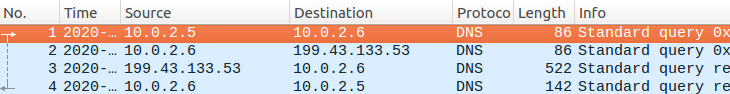 No. Time Source Destination Protoco Length Info
1 2020-… 10.0.2.5 10.0.2.6 DNS 86 Standard query 0x
2 2020-… 10.0.2.6 199.43.133.53 DNS 86 Standard query 0x
3 2020-… 199.43.133.53 10.0.2.6 DNS 522 Standard query re
4 2020-… 10.0.2.6 10.0.2.5 DNS 142 Standard query re